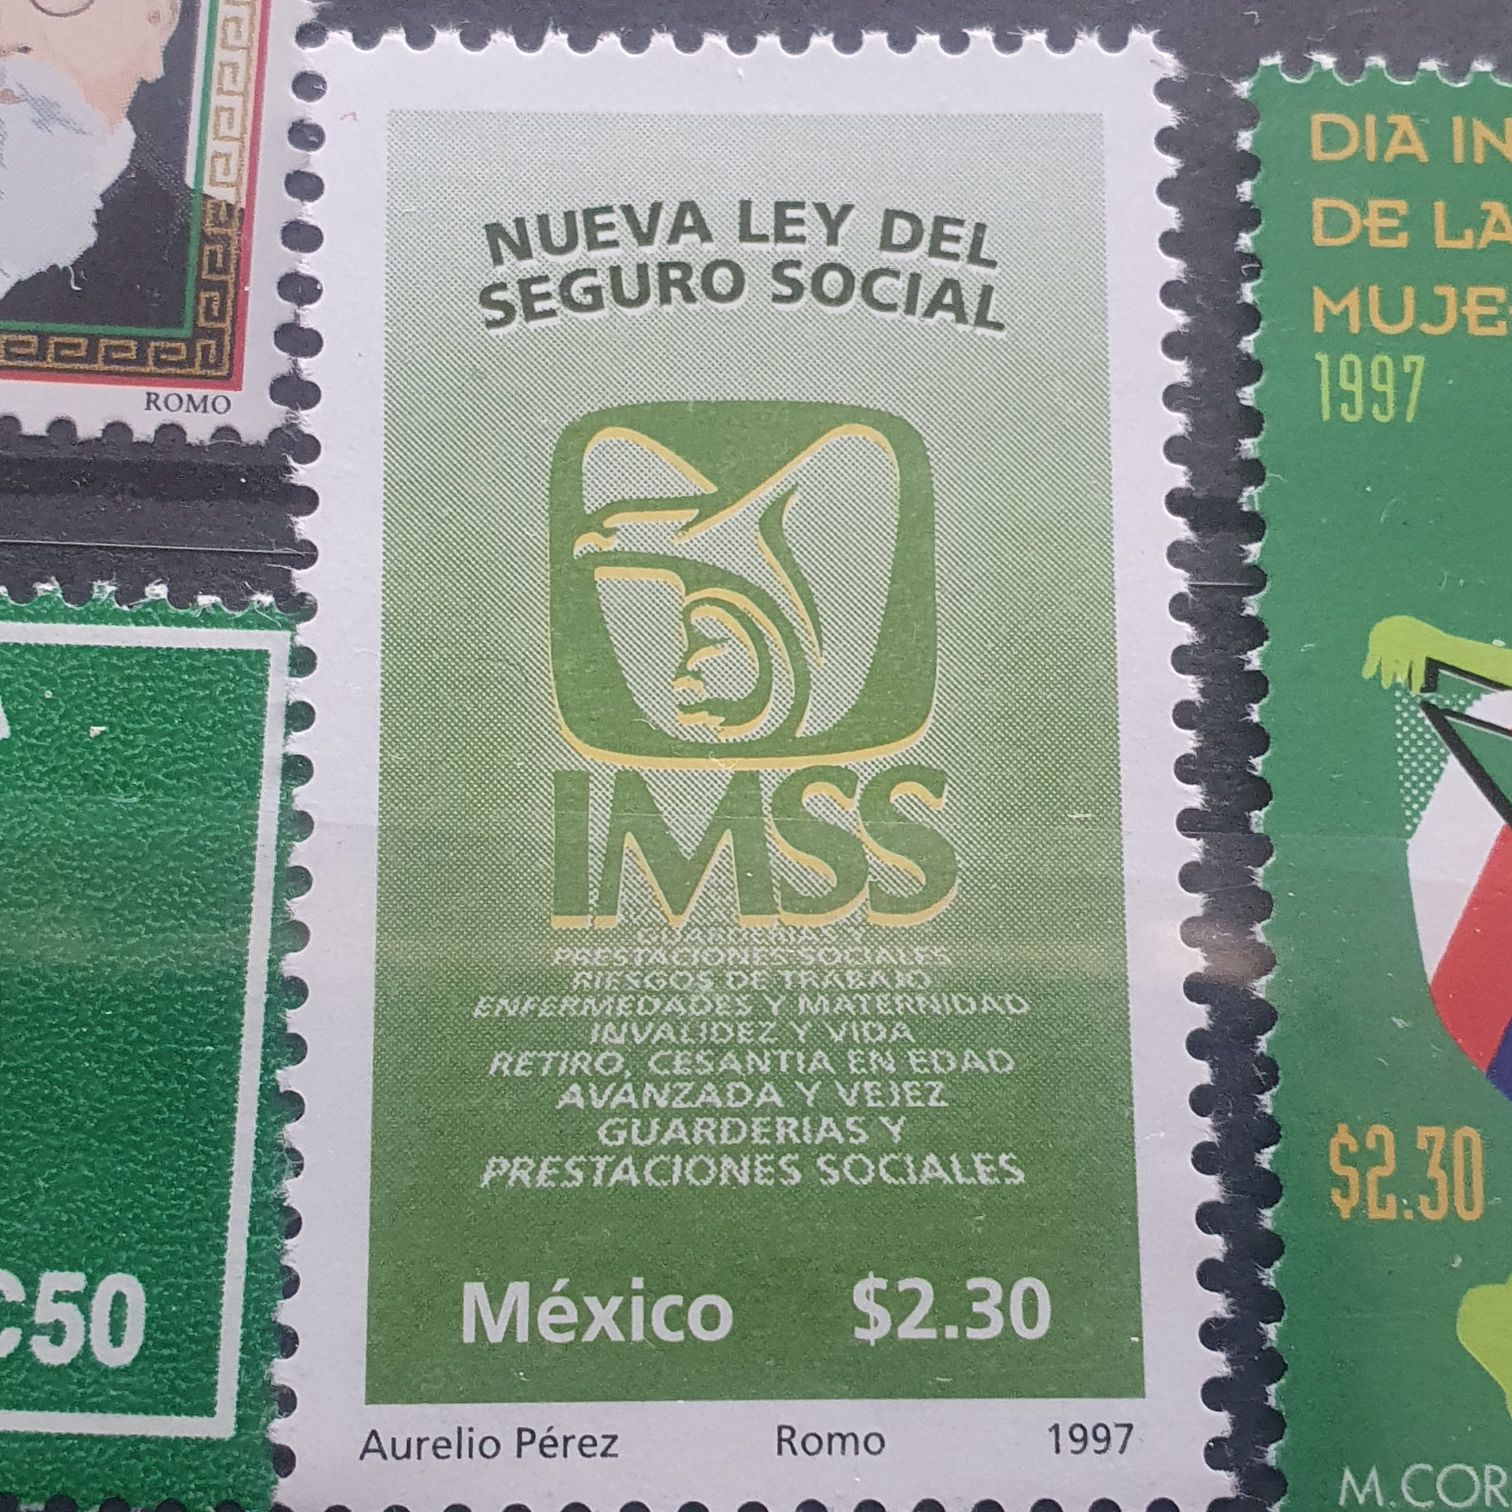 ROMO
C50
NUEVA LEY DEL
SEGURO SOCIAL
IMSS
GUARDERIAS Y
PRESTACIONES SOCIALES
RIESGOS DE TRABAJO
ENFERMEDADES Y MATERNIDAD
INVALIDEZ Y VIDA
RETIRO, CESANTIA EN EDAD
AVANZADA Y VEJEZ
GUARDERIAS Y
PRESTACIONES SOCIALES
México $2.30
Aurelio Pérez Romo 1997
DIA IN
DE LA
MUJE
1997
$2.30
M.COR